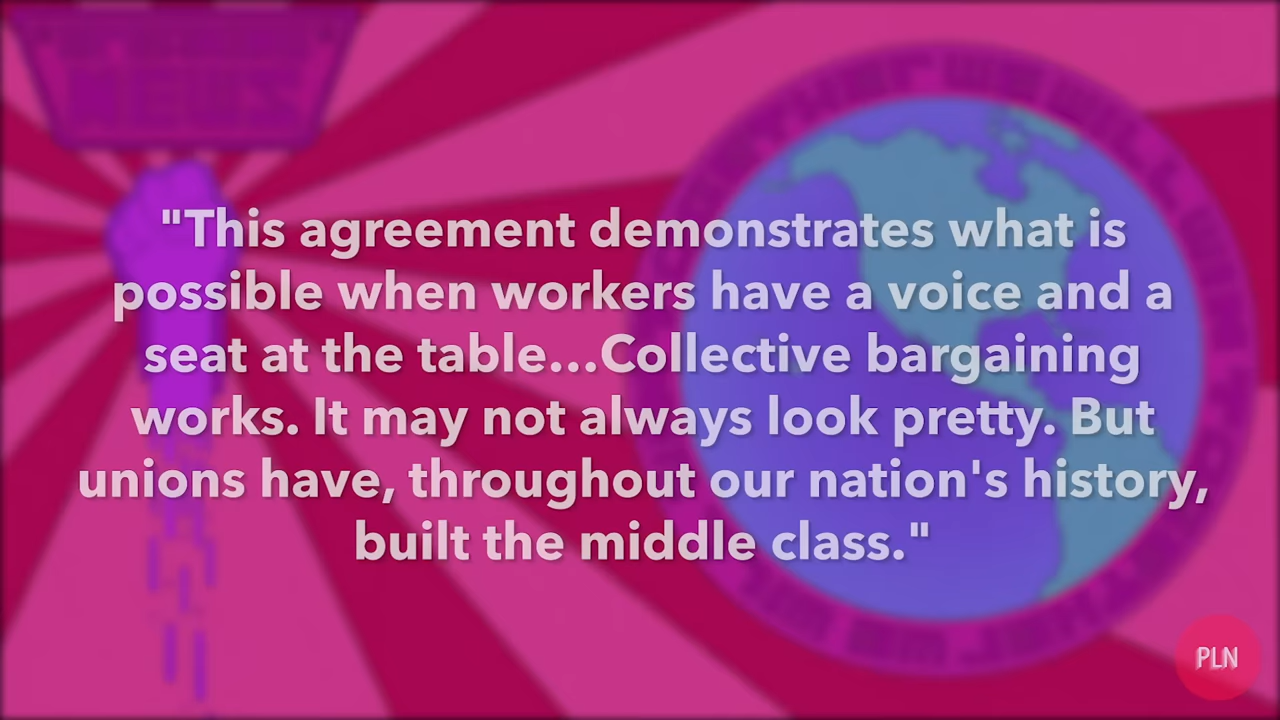 NEWS
"This agreement demonstrates what is
possible when workers have a voice and a
seat at the table...Collective bargaining
works. It may not always look pretty. But
unions have, throughout our nation's history,
built the middle class."
PLN